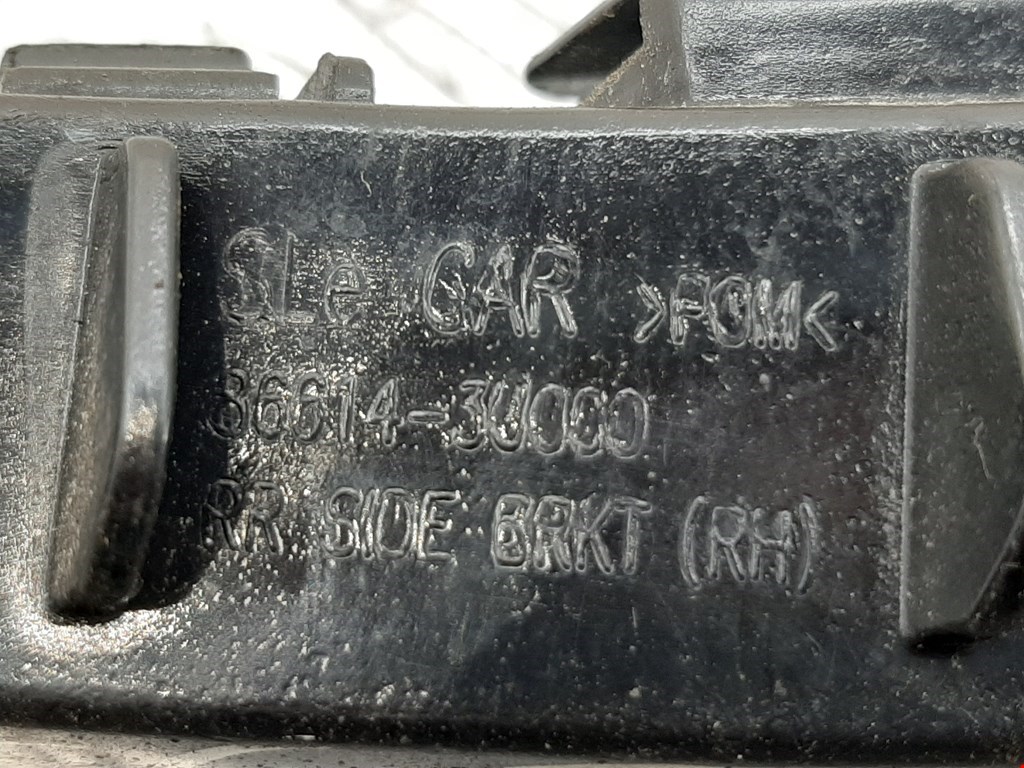 SLe CAR >POM<
86614-3U000
RR SIDE BRKT (RH)